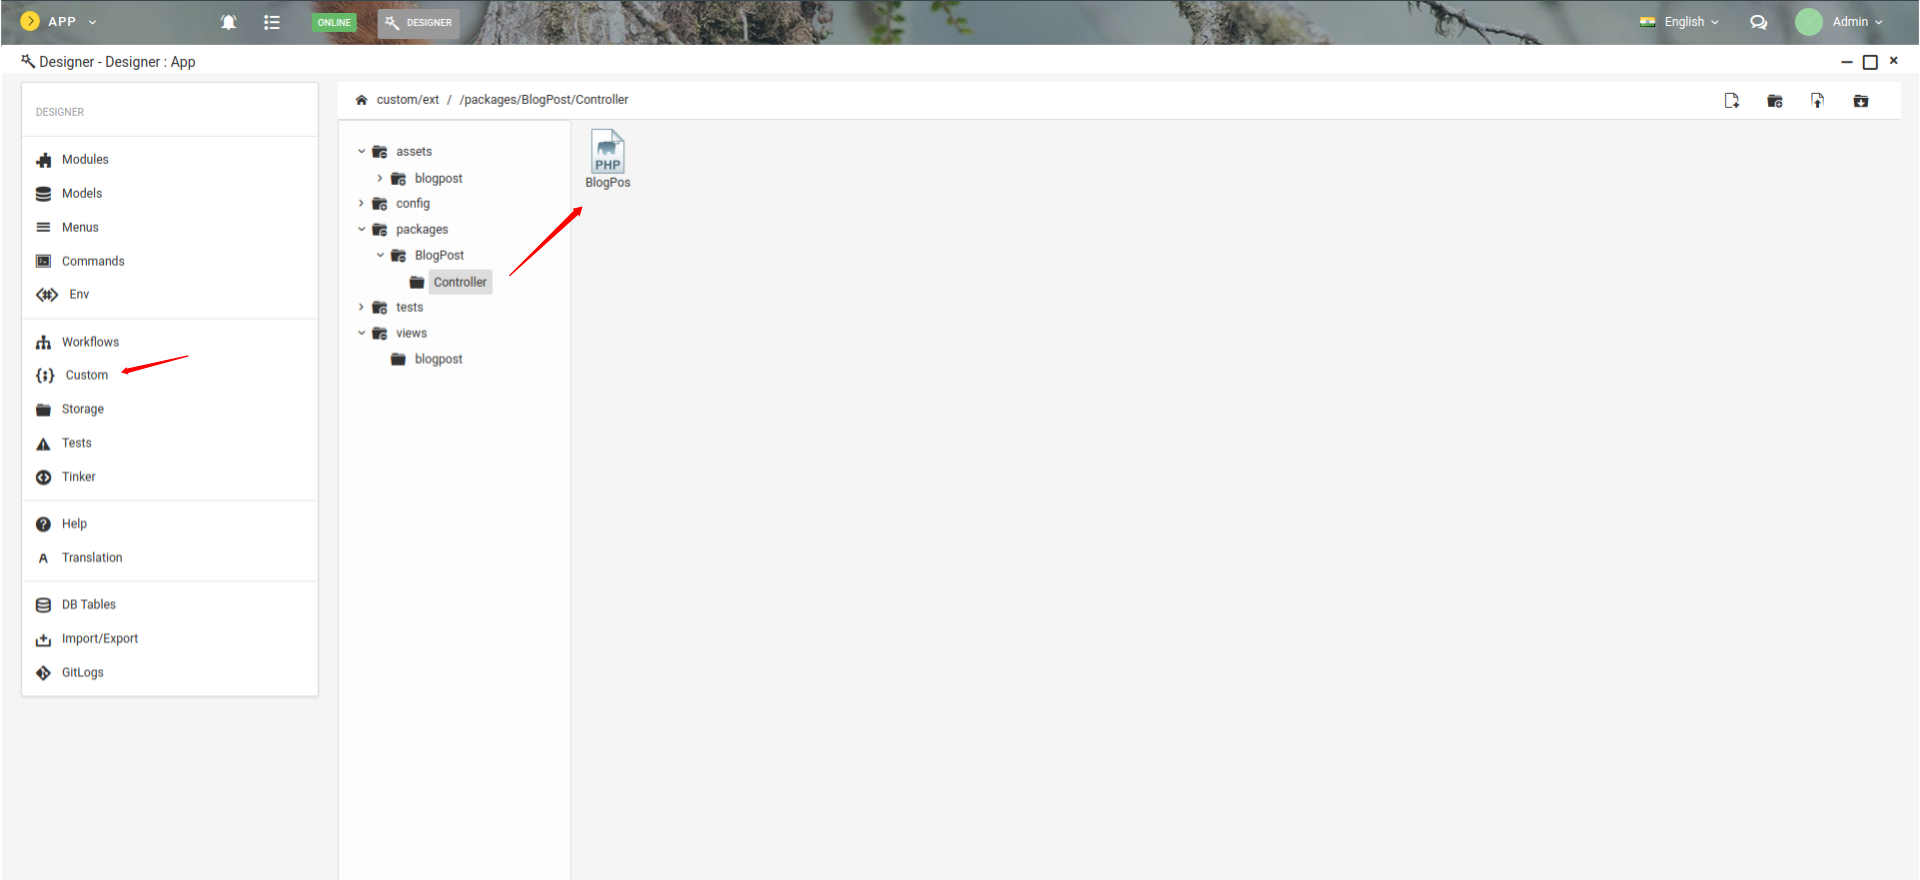 APP
ONLINE
DESIGNER
English
Admin
Designer - Designer : App
DESIGNER
Modules
Models
Menus
Commands
Env
Workflows
Custom
Storage
Tests
Tinker
Help
Translation
DB Tables
Import/Export
GitLogs
custom/ext / /packages/BlogPost/Controller
assets
blogpost
config
packages
BlogPost
Controller
tests
views
blogpost
PHP
BlogPos